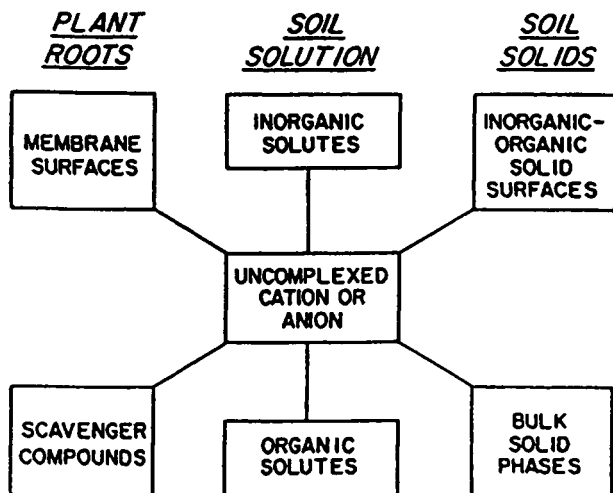 PLANT
ROOTS
SOIL
SOLUTION
SOIL
SOLIDS
MEMBRANE
SURFACES
INORGANIC
SOLUTES
INORGANIC-
ORGANIC
SOLID
SURFACES
UNCOMPLEXED
CATION OR
ANION
SCAVENGER
COMPOUNDS
ORGANIC
SOLUTES
BULK
SOLID
PHASES